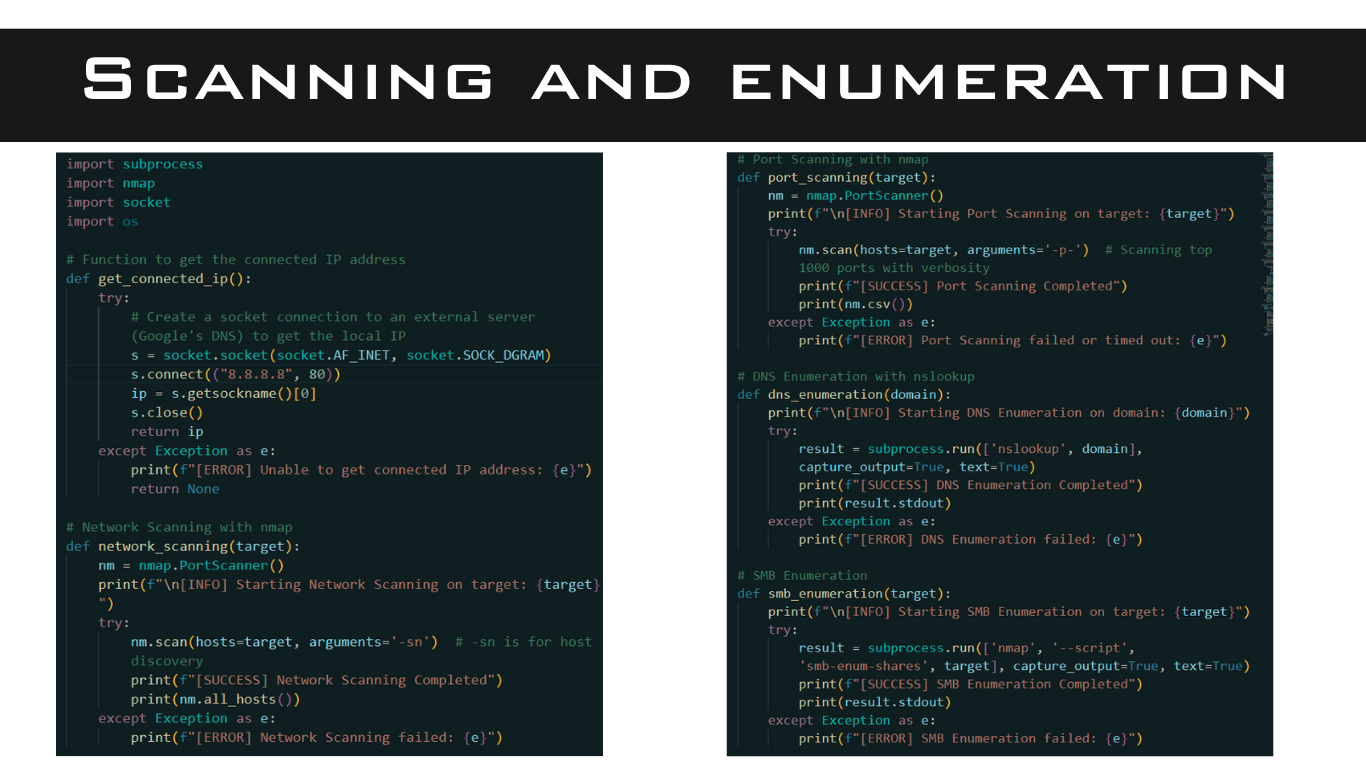 SCANNING AND ENUMERATION
import subprocess
import nmap
import socket
import os
# Function to get the connected IP address
def get_connected_ip():
try:
# Create a socket connection to an external server
(Google's DNS) to get the local IP
s = socket.socket(socket.AF_INET, socket.SOCK_DGRAM)
s.connect(("8.8.8.8", 80))
ip = s.getsockname()[0]
s.close()
return ip
except Exception as e:
print(f"[ERROR] Unable to get connected IP address: {e}")
return None
# Network Scanning with nmap
def network_scanning(target):
nm = nmap.PortScanner()
print(f"\n[INFO] Starting Network Scanning on target: {target}
")
try:
nm.scan(hosts=target, arguments='-sn')  # -sn is for host
discovery
print(f"[SUCCESS] Network Scanning Completed")
print(nm.all_hosts())
except Exception as e:
print(f"[ERROR] Network Scanning failed: {e}")
# Port Scanning with nmap
def port_scanning(target):
nm = nmap.PortScanner()
print(f"\n[INFO] Starting Port Scanning on target: {target}")
try:
nm.scan(hosts=target, arguments='-p-')  # Scanning top
1000 ports with verbosity
print(f"[SUCCESS] Port Scanning Completed")
print(nm.csv())
except Exception as e:
print(f"[ERROR] Port Scanning failed or timed out: {e}")
# DNS Enumeration with nslookup
def dns_enumeration(domain):
print(f"\n[INFO] Starting DNS Enumeration on domain: {domain}")
try:
result = subprocess.run(['nslookup', domain],
capture_output=True, text=True)
print(f"[SUCCESS] DNS Enumeration Completed")
print(result.stdout)
except Exception as e:
print(f"[ERROR] DNS Enumeration failed: {e}")
# SMB Enumeration
def smb_enumeration(target):
print(f"\n[INFO] Starting SMB Enumeration on target: {target}")
try:
result = subprocess.run(['nmap', '--script',
'smb-enum-shares', target], capture_output=True, text=True)
print(f"[SUCCESS] SMB Enumeration Completed")
print(result.stdout)
except Exception as e:
print(f"[ERROR] SMB Enumeration failed: {e}")